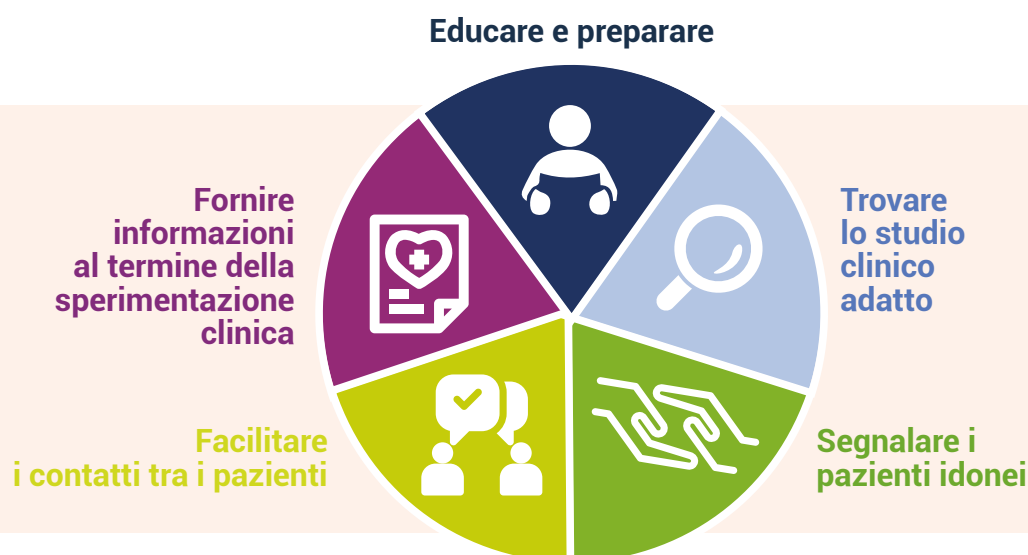 Educare e preparare
Trovare
lo studio
clinico
adatto
Segnalare i
pazienti idonei
Facilitare
i contatti tra i pazienti
Fornire
informazioni
al termine della
sperimentazione
clinica